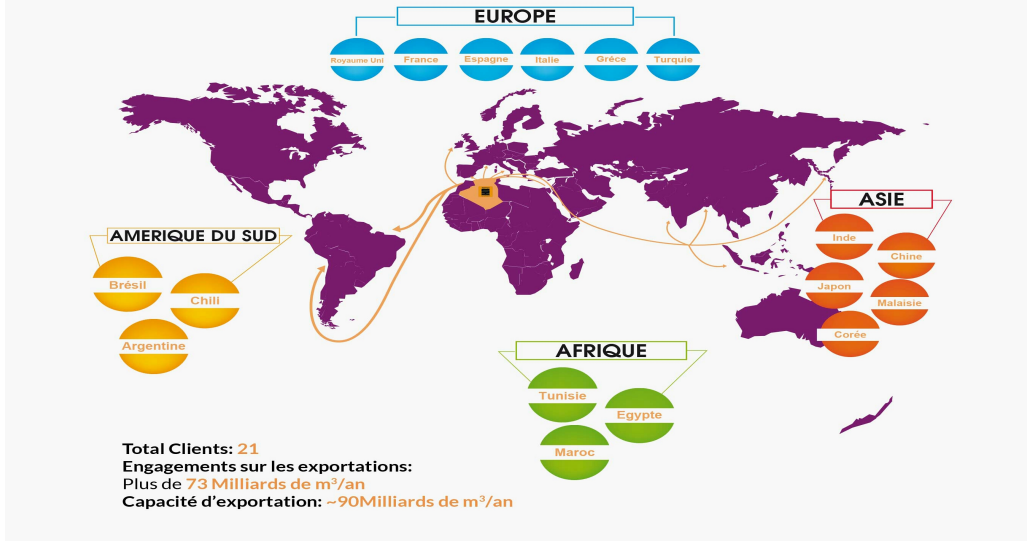 EUROPE
Royaume Uni
France
Espagne
Italie
Gréce
Turquie
ASIE
Inde
Chine
Japon
Malaisie
Corée
AMERIQUE DU SUD
Brésil
Chili
Argentine
AFRIQUE
Tunisie
Egypte
Maroc
Total Clients: 21
Engagements sur les exportations:
Plus de 73 Milliards de m³/an
Capacité d’exportation: ~90Milliards de m³/an